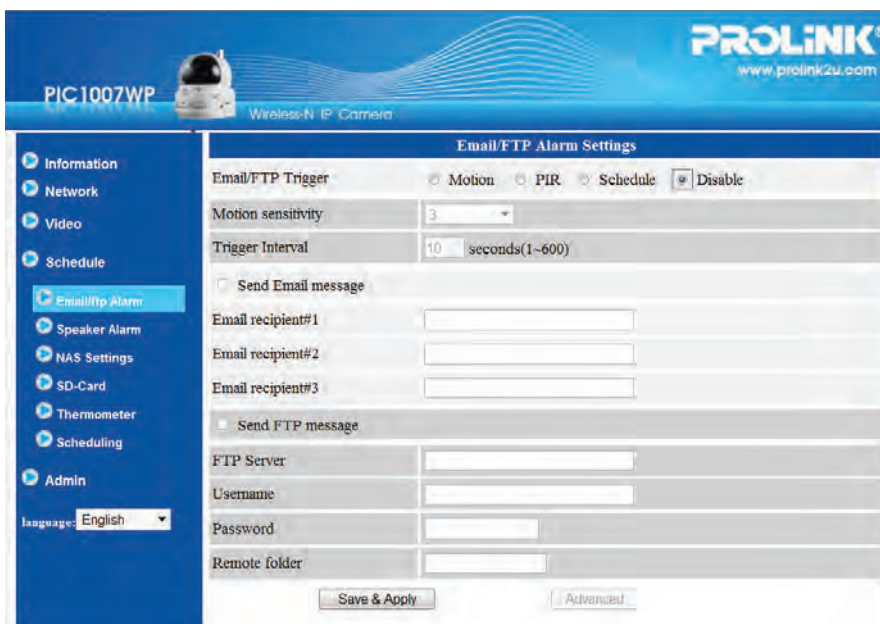 PROLiNK®
www.prolink2u.com
PIC1007WP
Wireless-N IP Camera
Information
Network
Video
Schedule
Email/ftp Alarm
Speaker Alarm
NAS Settings
SD-Card
Thermometer
Scheduling
Admin
language: English
Email/FTP Alarm Settings
Email/FTP Trigger Motion PIR Schedule Disable
Motion sensitivity 3
Trigger Interval 10 seconds(1~600)
Send Email message
Email recipient#1
Email recipient#2
Email recipient#3
Send FTP message
FTP Server
Username
Password
Remote folder
Save & Apply Advanced